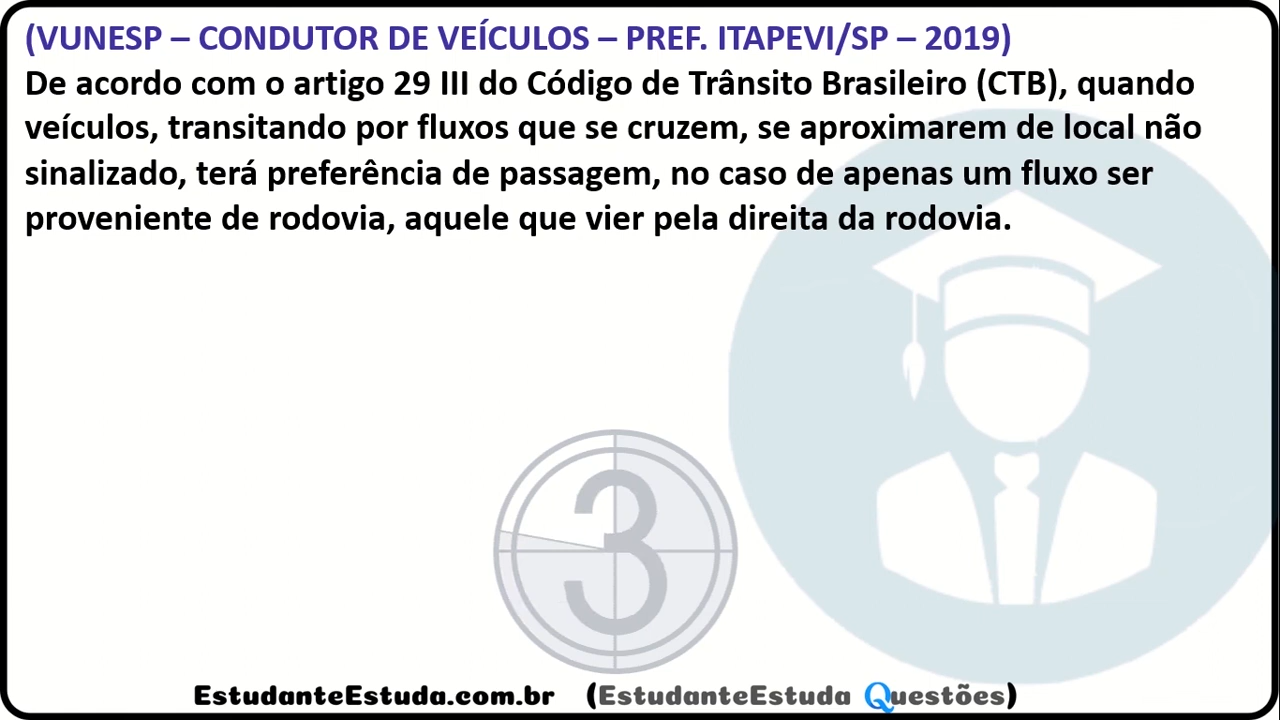 (VUNESP – CONDUTOR DE VEÍCULOS – PREF. ITAPEVI/SP – 2019)
De acordo com o artigo 29 III do Código de Trânsito Brasileiro (CTB), quando
veículos, transitando por fluxos que se cruzem, se aproximarem de local não
sinalizado, terá preferência de passagem, no caso de apenas um fluxo ser
proveniente de rodovia, aquele que vier pela direita da rodovia.
3
EstudanteEstuda.com.br (EstudanteEstuda Questões)